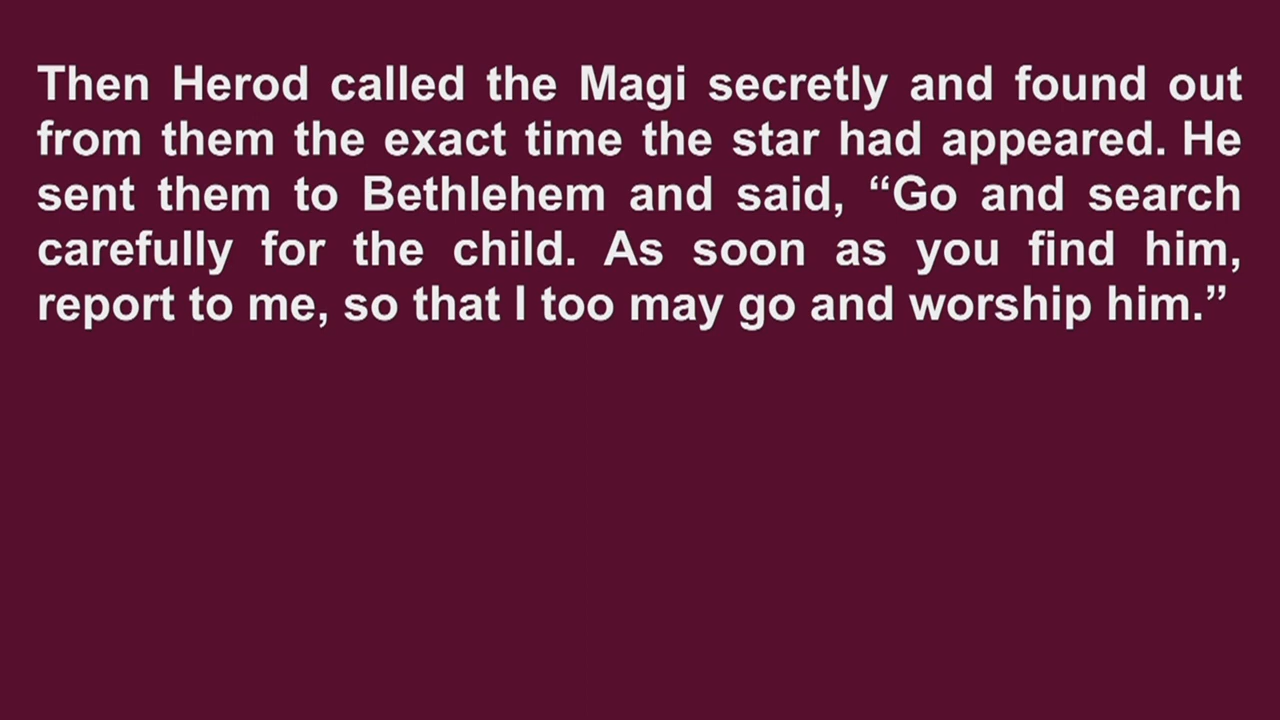 Then Herod called the Magi secretly and found out
from them the exact time the star had appeared. He
sent them to Bethlehem and said, “Go and search
carefully for the child. As soon as you find him,
report to me, so that I too may go and worship him.”